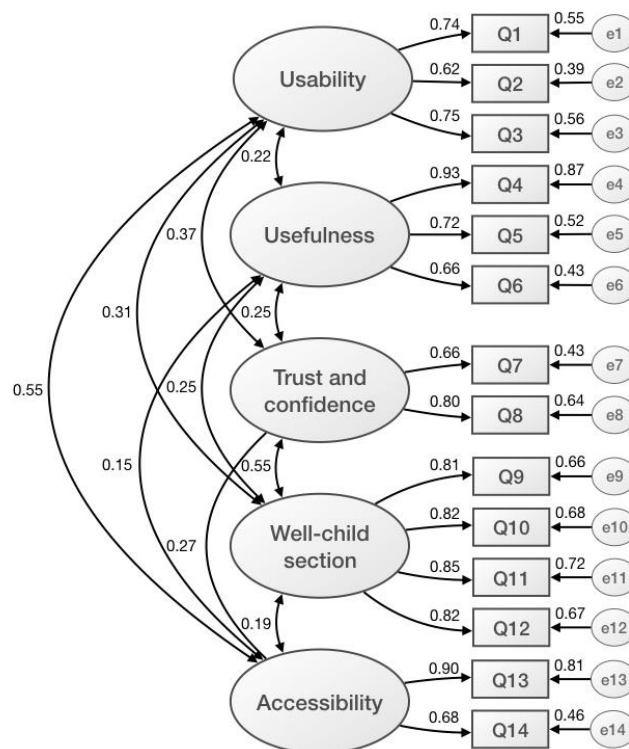 0.74 Q1 0.55 e1
Usability 0.62 Q2 0.39 e2
0.75 Q3 0.56 e3
0.22
0.93 Q4 0.87 e4
Usefulness 0.72 Q5 0.52 e5
0.37
0.66 Q6 0.43 e6
0.31 0.25
0.66 Q7 0.43 e7
Trust and
confidence
0.55 0.25
0.80 Q8 0.64 e8
0.15 0.55
0.81 Q9 0.66 e9
0.82 Q10 0.68 e10
Well-child
section
0.27
0.85 Q11 0.72 e11
0.19 0.82 Q12 0.67 e12
0.90 Q13 0.81 e13
Accessibility
0.68 Q14 0.46 e14